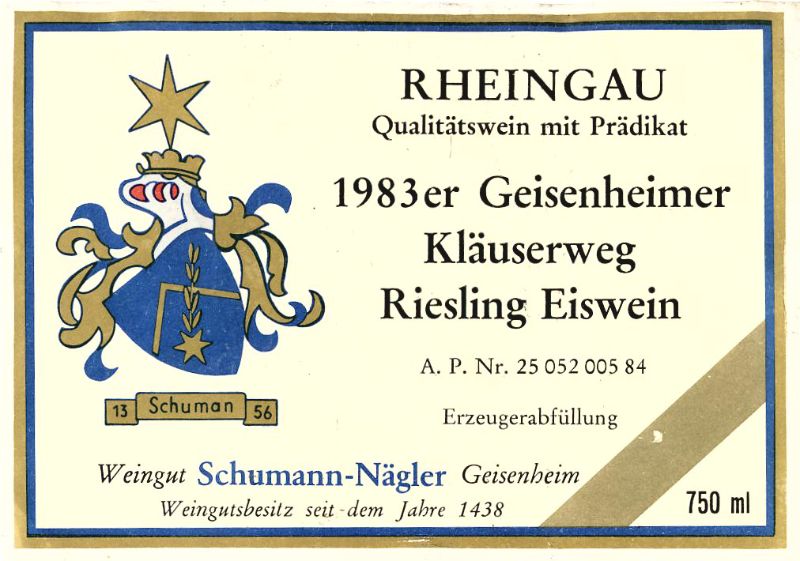 RHEINGAU
Qualitätswein mit Prädikat
1983er Geisenheimer
Kläuserweg
Riesling Eiswein
A. P. Nr. 25 052 005 84
Erzeugerabfüllung
13 Schuman 56
Weingut Schumann-Nägler Geisenheim
Weingutsbesitz seit dem Jahre 1438
750 ml